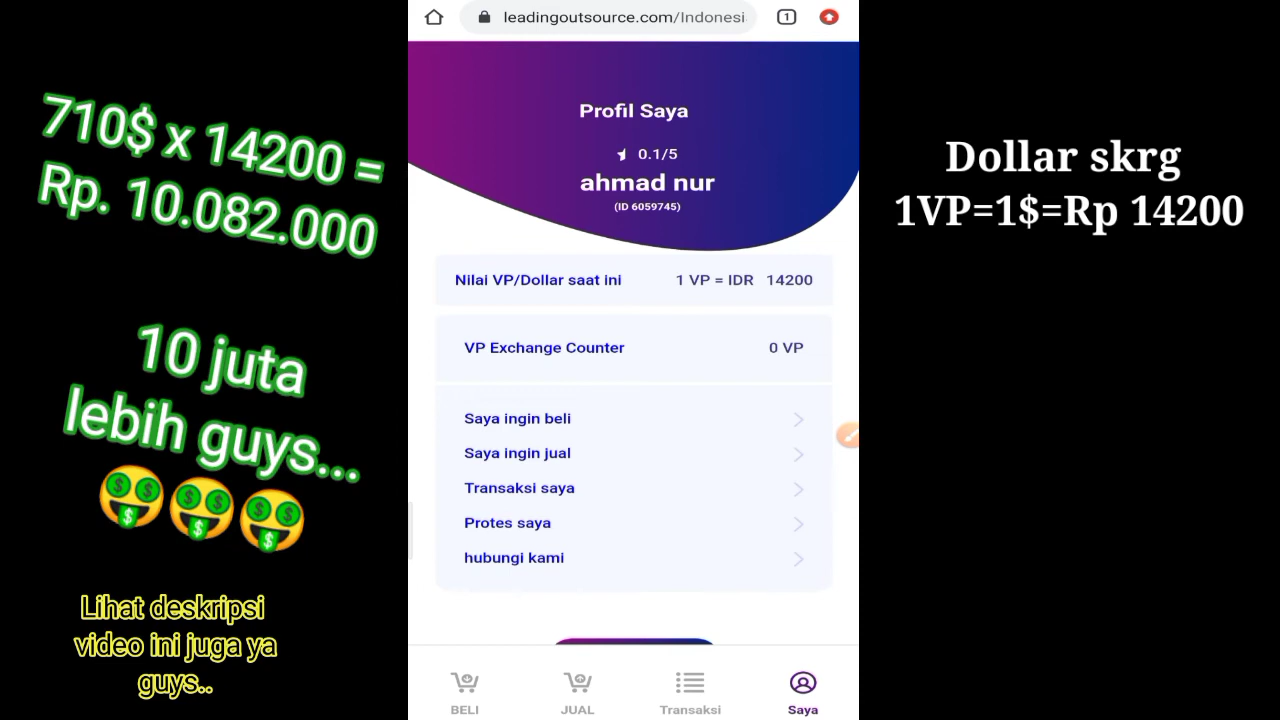 710$ x 14200 =
Rp. 10.082.000
10 juta
lebih guys...
Lihat deskripsi
video ini juga ya
guys..
leadingoutsource.com/Indonesi
1
Profil Saya
0.1/5
ahmad nur
(ID 6059745)
Nilai VP/Dollar saat ini 1 VP = IDR 14200
VP Exchange Counter 0 VP
Saya ingin beli
Saya ingin jual
Transaksi saya
Protes saya
hubungi kami
BELI JUAL Transaksi Saya
Dollar skrg
1VP=1$=Rp 14200